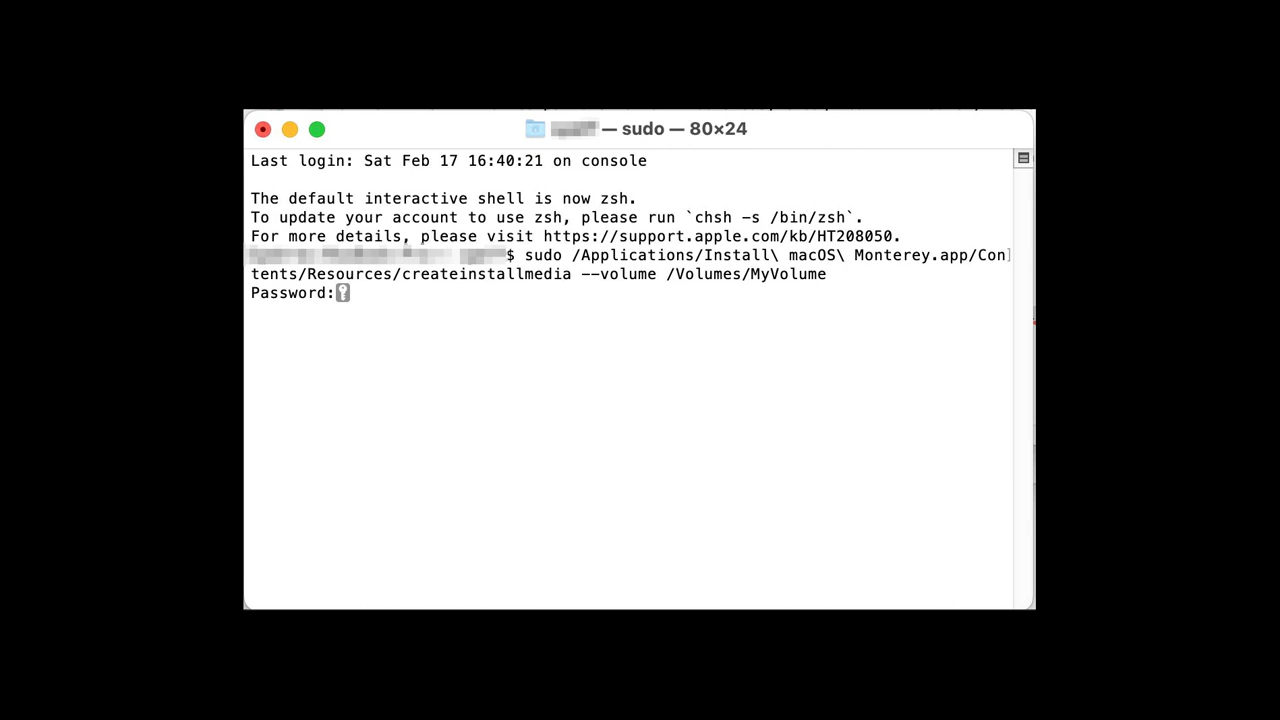 — sudo — 80×24
Last login: Sat Feb 17 16:40:21 on console
The default interactive shell is now zsh.
To update your account to use zsh, please run `chsh -s /bin/zsh`.
For more details, please visit https://support.apple.com/kb/HT208050.
$ sudo /Applications/Install\ macOS\ Monterey.app/Con
tents/Resources/createinstallmedia --volume /Volumes/MyVolume
Password: